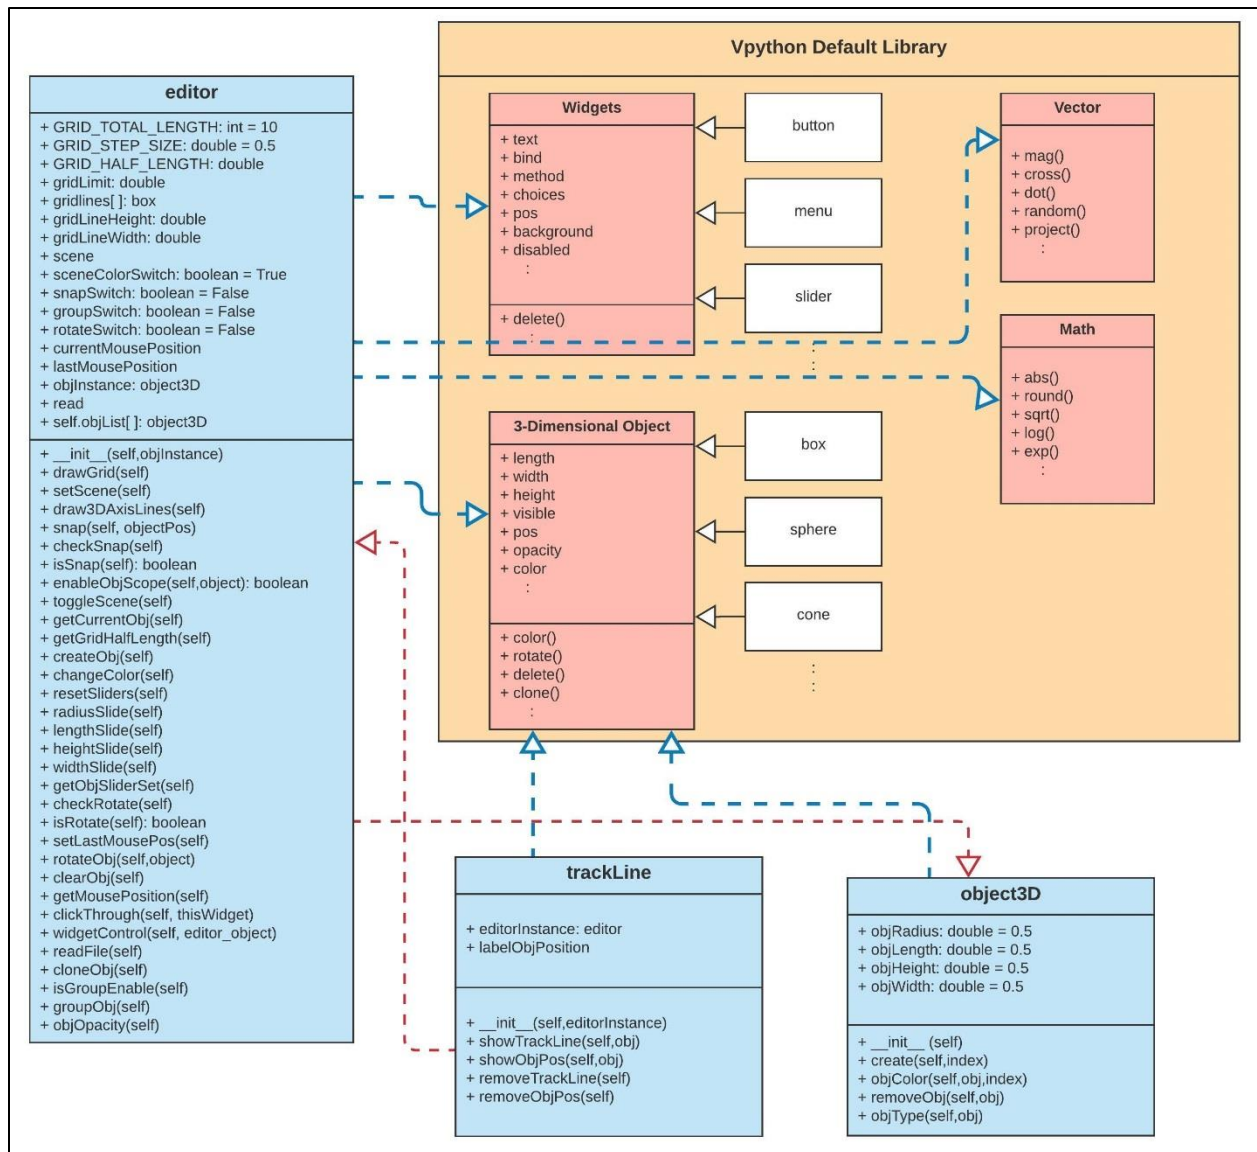 Vpython Default Library
editor
+ GRID_TOTAL_LENGTH: int = 10
+ GRID_STEP_SIZE: double = 0.5
+ GRID_HALF_LENGTH: double
+ gridLimit: double
+ gridlines[ ]: box
+ gridLineHeight: double
+ gridLineWidth: double
+ scene
+ sceneColorSwitch: boolean = True
+ snapSwitch: boolean = False
+ groupSwitch: boolean = False
+ rotateSwitch: boolean = False
+ currentMousePosition
+ lastMousePosition
+ objInstance: object3D
+ read
+ self.objList[ ]: object3D
+ __init__(self,objInstance)
+ drawGrid(self)
+ setScene(self)
+ draw3DAxisLines(self)
+ snap(self, objectPos)
+ checkSnap(self)
+ isSnap(self): boolean
+ enableObjScope(self,object): boolean
+ toggleScene(self)
+ getCurrentObj(self)
+ getGridHalfLength(self)
+ createObj(self)
+ changeColor(self)
+ resetSliders(self)
+ radiusSlide(self)
+ lengthSlide(self)
+ heightSlide(self)
+ widthSlide(self)
+ getObjSliderSet(self)
+ checkRotate(self)
+ isRotate(self): boolean
+ setLastMousePos(self)
+ rotateObj(self,object)
+ clearObj(self)
+ getMousePosition(self)
+ clickThrough(self, thisWidget)
+ widgetControl(self, editor_object)
+ readFile(self)
+ cloneObj(self)
+ isGroupEnable(self)
+ groupObj(self)
+ objOpacity(self)
Widgets
+ text
+ bind
+ method
+ choices
+ pos
+ background
+ disabled
:
+ delete()
:
button
menu
slider
:
:
Vector
+ mag()
+ cross()
+ dot()
+ random()
+ project()
:
Math
+ abs()
+ round()
+ sqrt()
+ log()
+ exp()
:
3-Dimensional Object
+ length
+ width
+ height
+ visible
+ pos
+ opacity
+ color
:
+ color()
+ rotate()
+ delete()
+ clone()
:
box
sphere
cone
:
:
trackLine
+ editorInstance: editor
+ labelObjPosition
+ __init__(self,editorInstance)
+ showTrackLine(self,obj)
+ showObjPos(self,obj)
+ removeTrackLine(self)
+ removeObjPos(self)
object3D
+ objRadius: double = 0.5
+ objLength: double = 0.5
+ objHeight: double = 0.5
+ objWidth: double = 0.5
+ __init__ (self)
+ create(self,index)
+ objColor(self,obj,index)
+ removeObj(self,obj)
+ objType(self,obj)